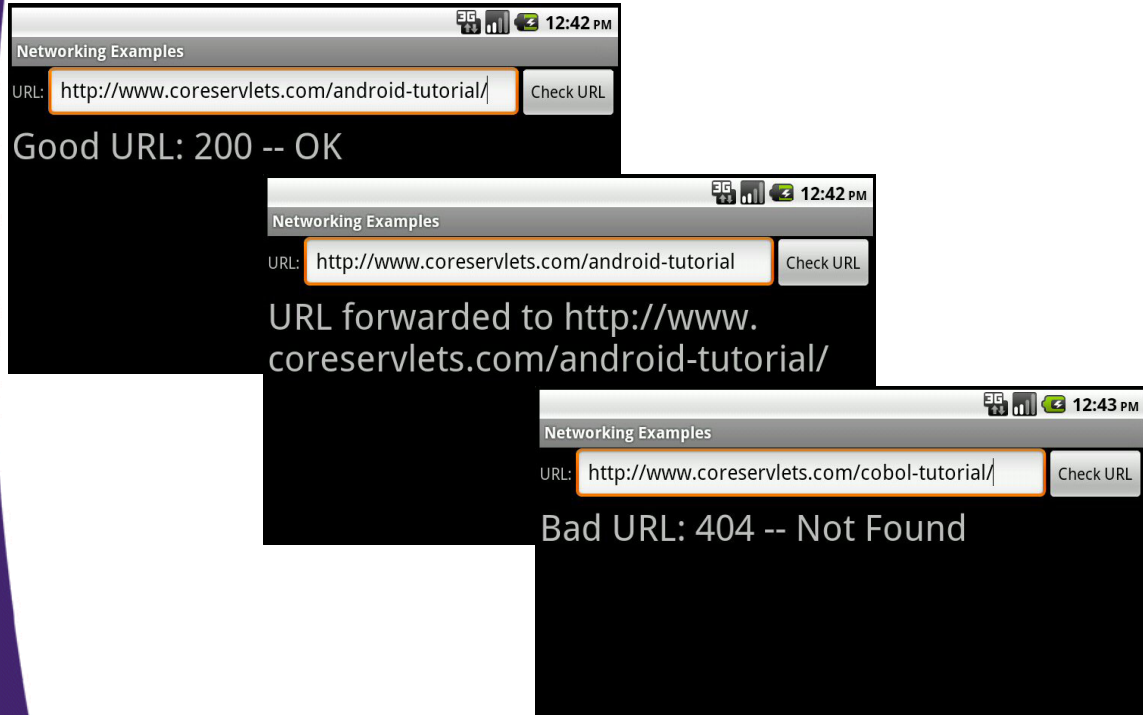 3G 12:42 PM
Networking Examples
URL: http://www.coreservlets.com/android-tutorial/ Check URL
Good URL: 200 -- OK
3G 12:42 PM
Networking Examples
URL: http://www.coreservlets.com/android-tutorial Check URL
URL forwarded to http://www.
coreservlets.com/android-tutorial/
3G 12:43 PM
Networking Examples
URL: http://www.coreservlets.com/cobol-tutorial/ Check URL
Bad URL: 404 -- Not Found